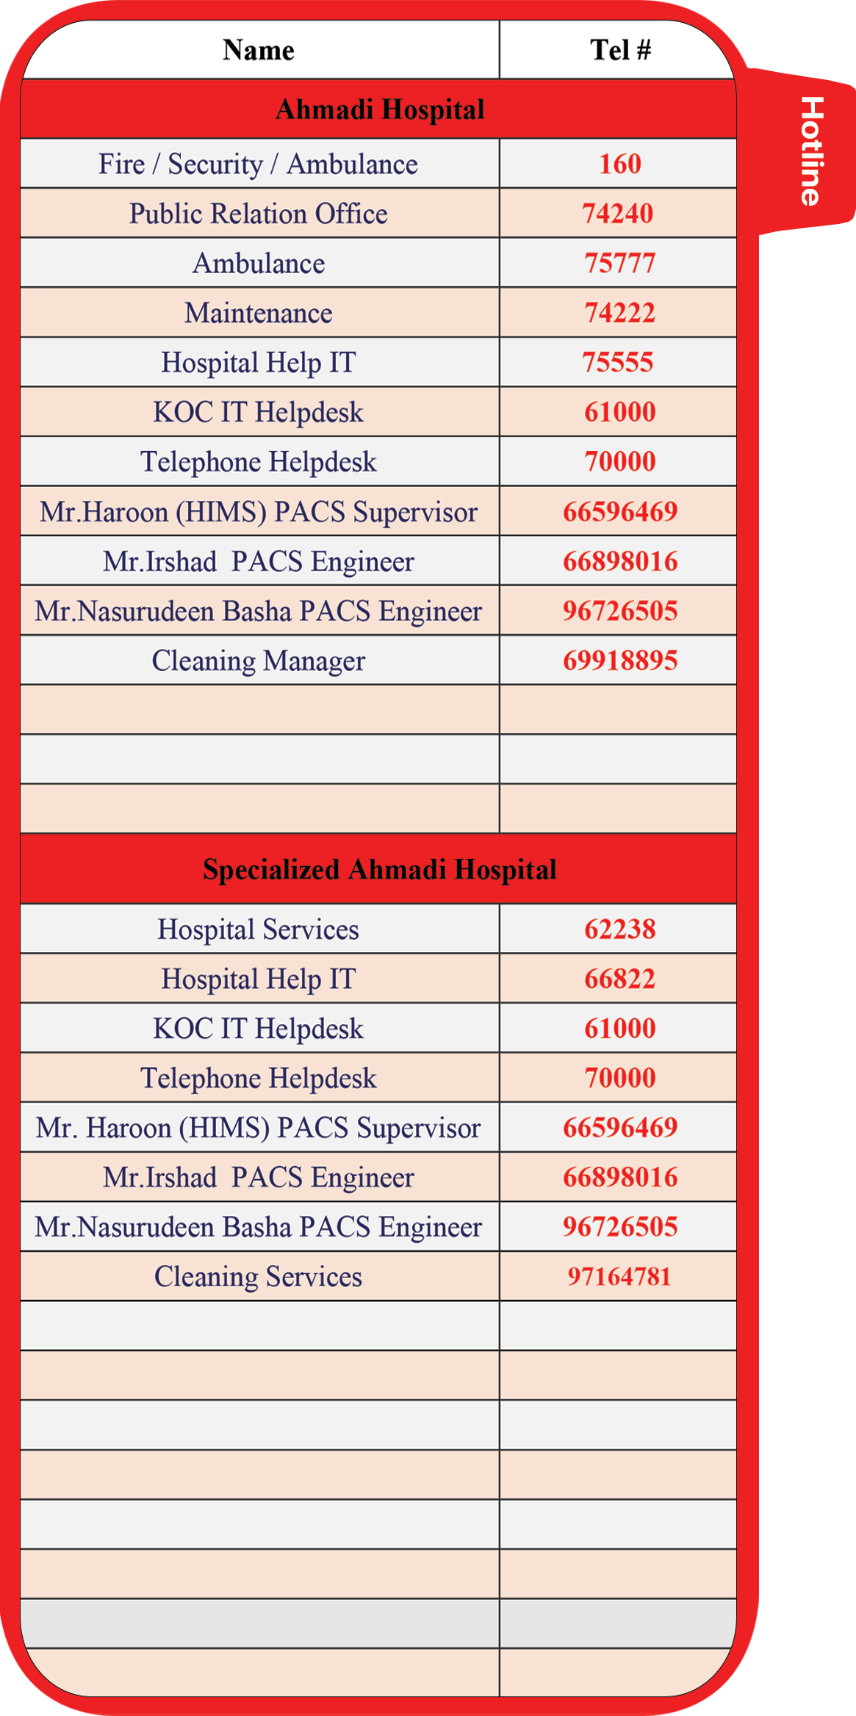 Name Tel #
Hotline
Ahmadi Hospital
Fire / Security / Ambulance 160
Public Relation Office 74240
Ambulance 75777
Maintenance 74222
Hospital Help IT 75555
KOC IT Helpdesk 61000
Telephone Helpdesk 70000
Mr.Haroon (HIMS) PACS Supervisor 66596469
Mr.Irshad  PACS Engineer 66898016
Mr.Nasurudeen Basha PACS Engineer 96726505
Cleaning Manager 69918895
Specialized Ahmadi Hospital
Hospital Services 62238
Hospital Help IT 66822
KOC IT Helpdesk 61000
Telephone Helpdesk 70000
Mr. Haroon (HIMS) PACS Supervisor 66596469
Mr.Irshad  PACS Engineer 66898016
Mr.Nasurudeen Basha PACS Engineer 96726505
Cleaning Services 97164781